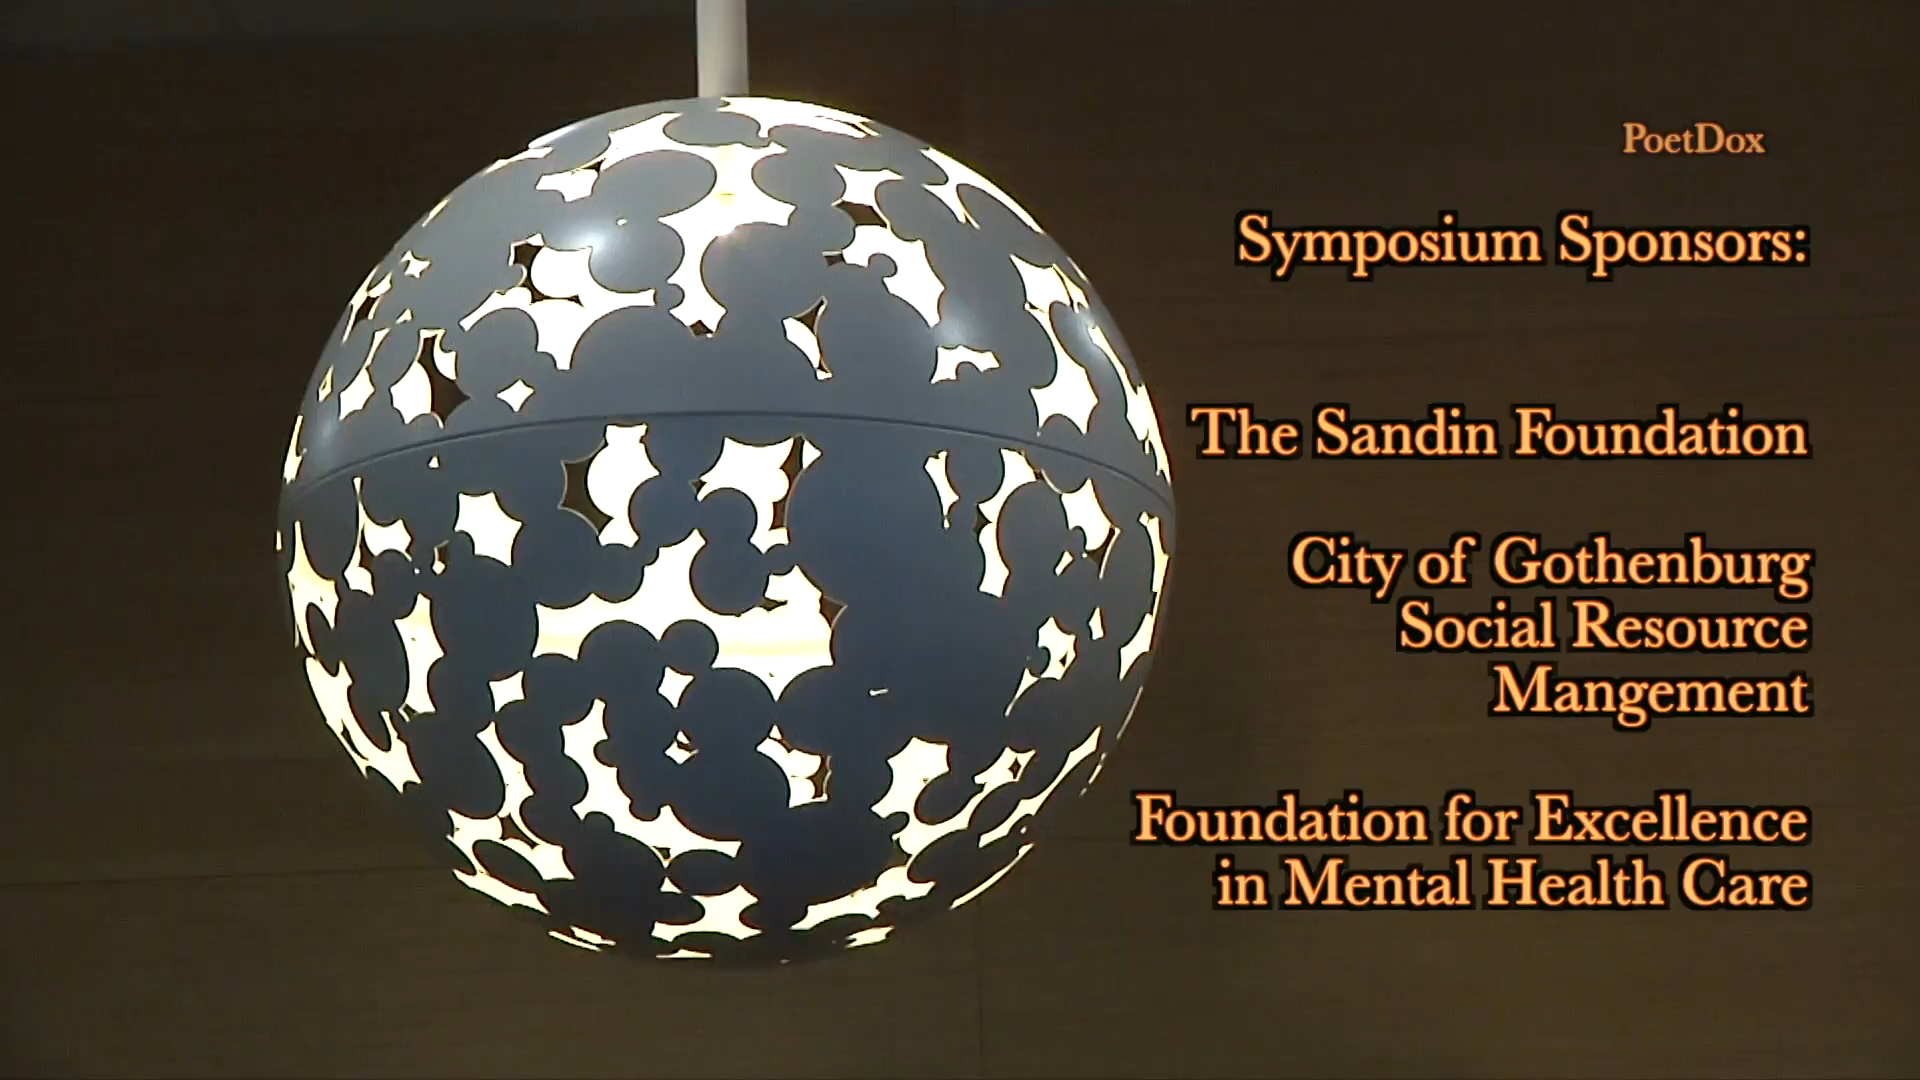 PoetDox
Symposium Sponsors:
The Sandin Foundation
City of Gothenburg
Social Resource
Mangement
Foundation for Excellence
in Mental Health Care